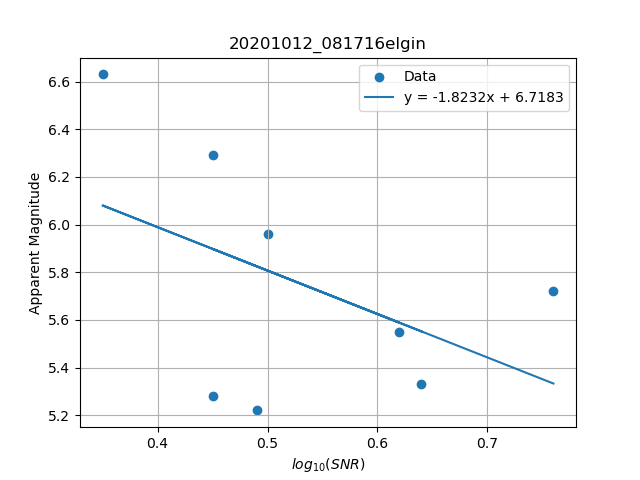 20201012_081716elgin
Data
y = -1.8232x + 6.7183
Apparent Magnitude
6.6
6.4
6.2
6.0
5.8
5.6
5.4
5.2
0.4 0.5 0.6 0.7
log₁₀(SNR)